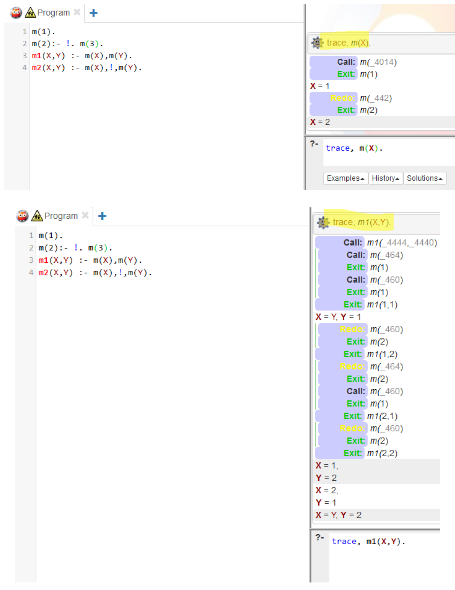 Program
1 m(1).
2 m(2):- !. m(3).
3 m1(X,Y) :- m(X),m(Y).
4 m2(X,Y) :- m(X),!,m(Y).
trace, m(X).
Call: m(_4014)
Exit: m(1)
X = 1
Redo: m(_442)
Exit: m(2)
X = 2
?- trace, m(X).
Examples History Solutions
Program
1 m(1).
2 m(2):- !. m(3).
3 m1(X,Y) :- m(X),m(Y).
4 m2(X,Y) :- m(X),!,m(Y).
trace, m1(X,Y).
Call: m1(_4444,_4440)
Call: m(_464)
Exit: m(1)
Call: m(_460)
Exit: m(1)
Exit: m1(1,1)
X = Y, Y = 1
Redo: m(_460)
Exit: m(2)
Exit: m1(1,2)
Redo: m(_464)
Exit: m(2)
Call: m(_460)
Exit: m(1)
Exit: m1(2,1)
Redo: m(_460)
Exit: m(2)
Exit: m1(2,2)
X = 1,
Y = 2
X = 2,
Y = 1
X = Y, Y = 2
?- trace, m1(X,Y).